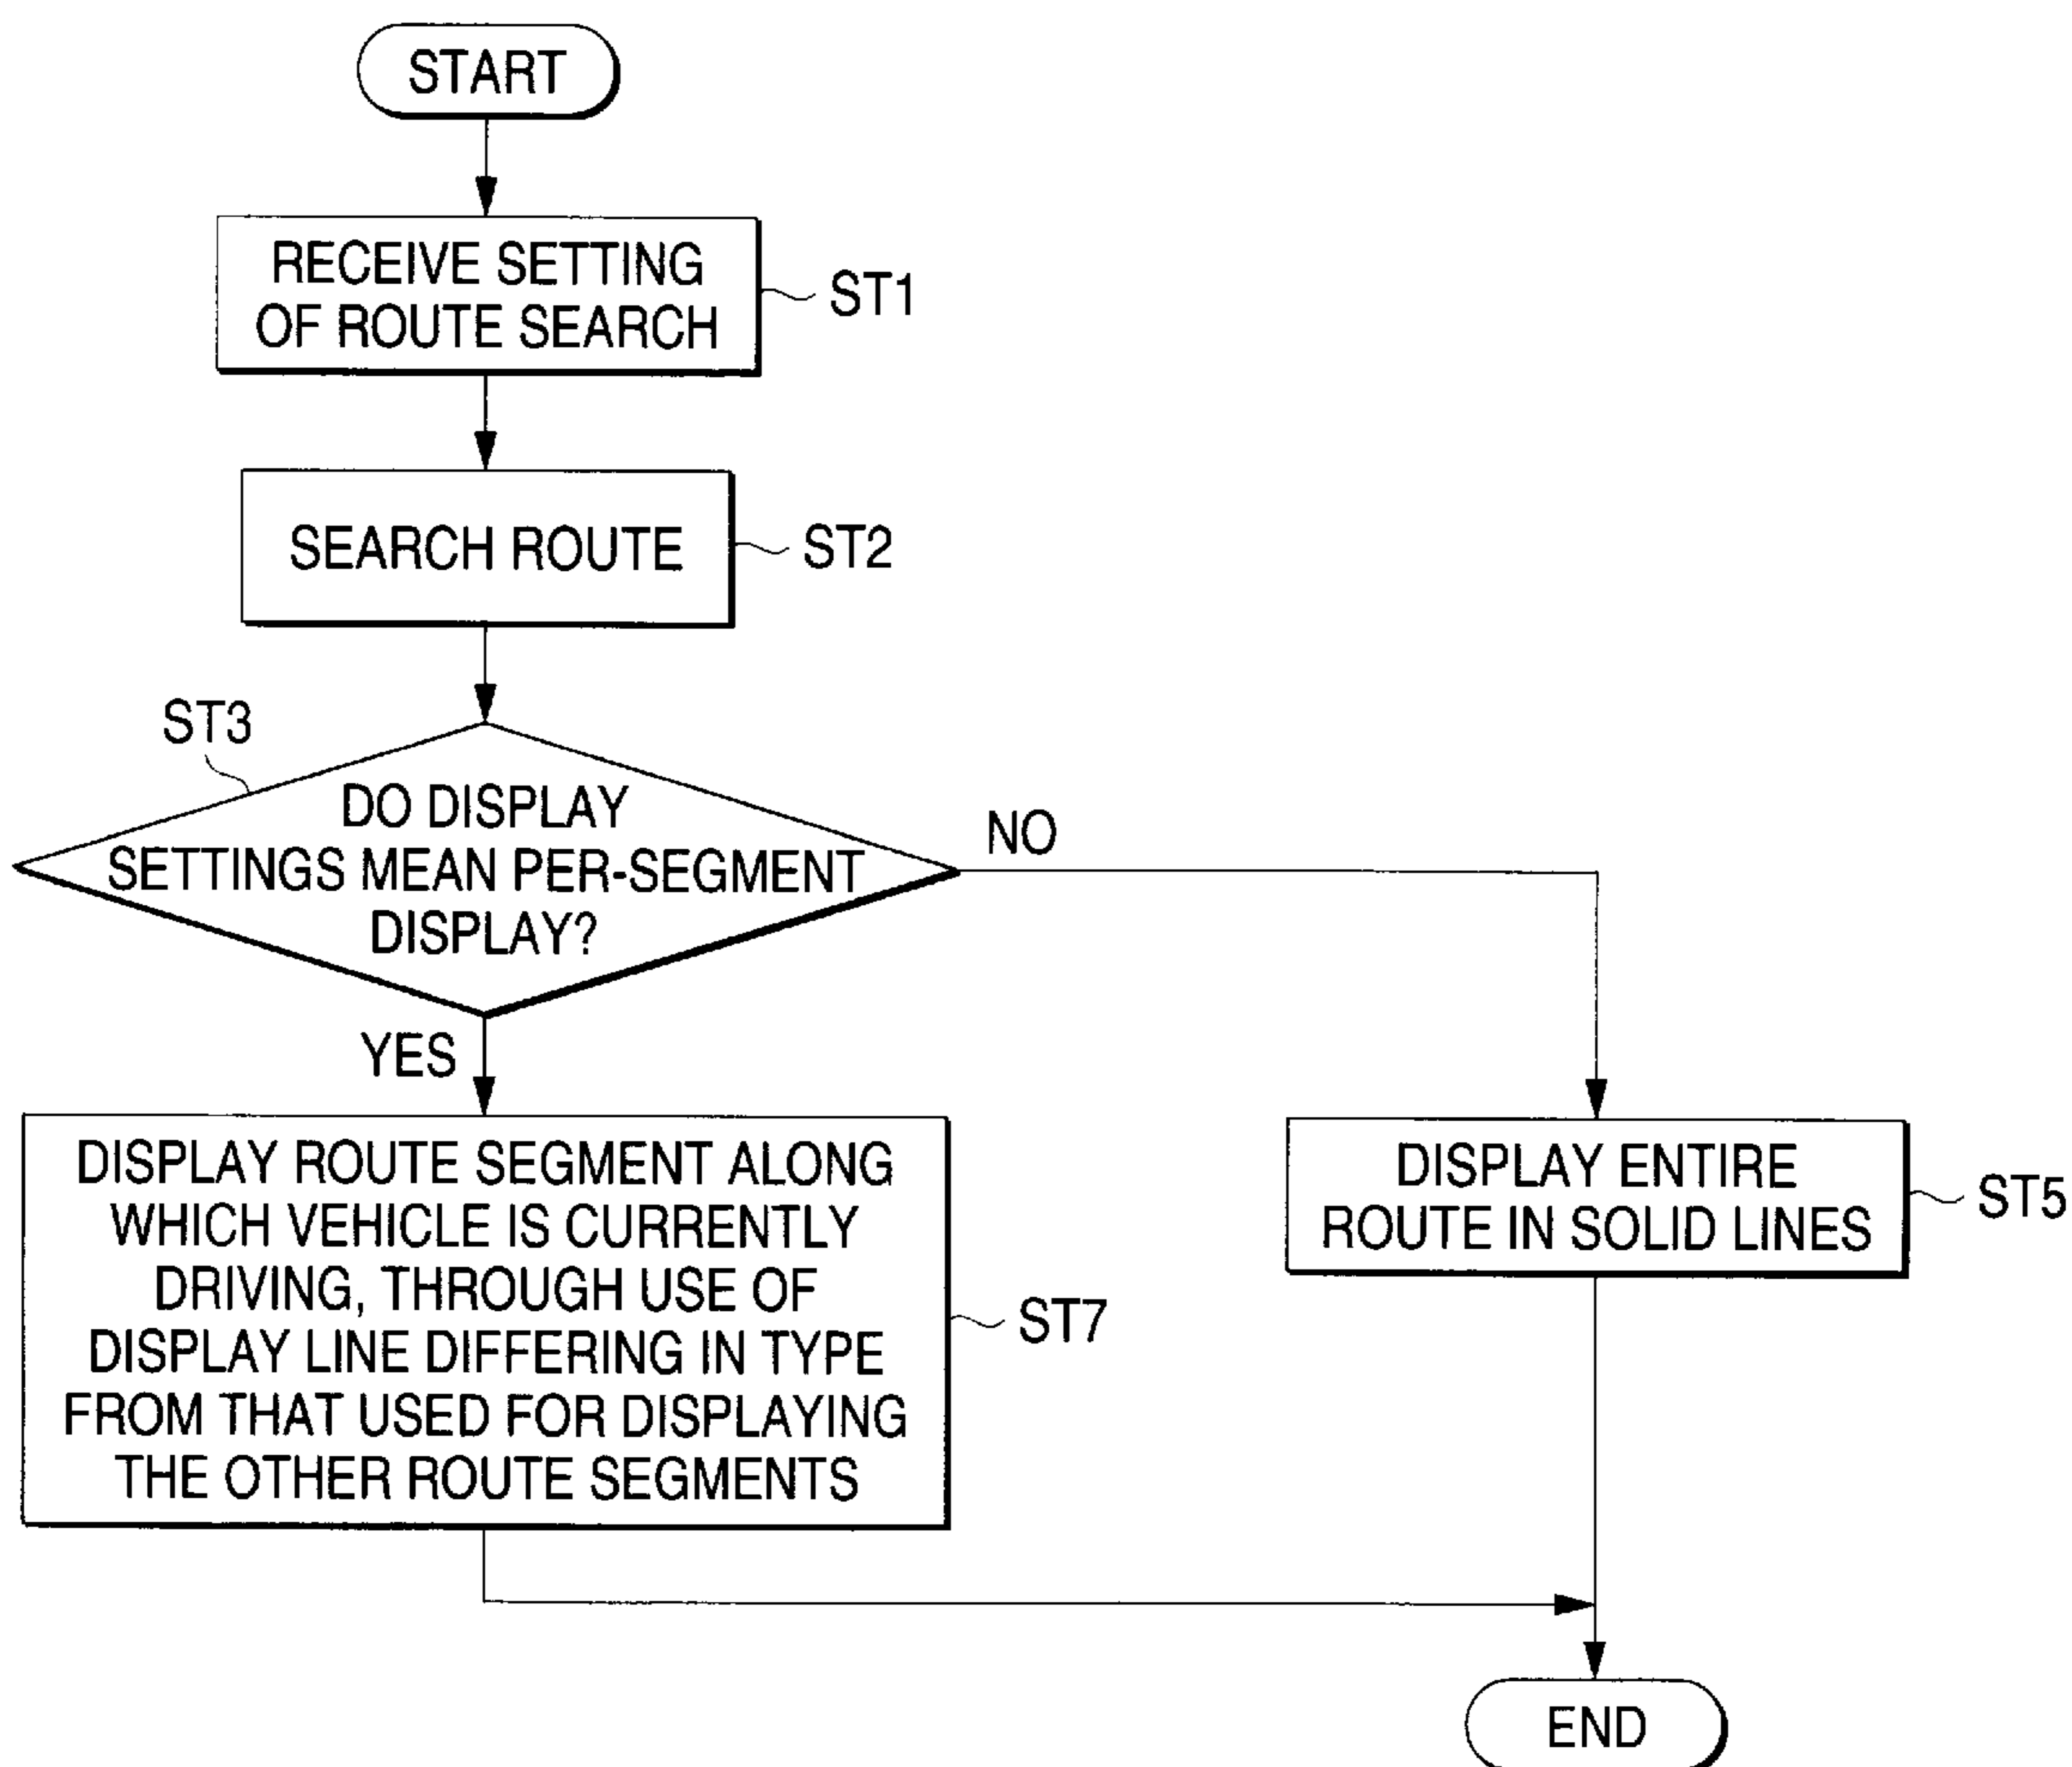 START
RECEIVE SETTING
OF ROUTE SEARCH
ST1
SEARCH ROUTE
ST2
ST3
DO DISPLAY
SETTINGS MEAN PER-SEGMENT
DISPLAY?
NO
YES
DISPLAY ROUTE SEGMENT ALONG
WHICH VEHICLE IS CURRENTLY
DRIVING, THROUGH USE OF
DISPLAY LINE DIFFERING IN TYPE
FROM THAT USED FOR DISPLAYING
THE OTHER ROUTE SEGMENTS
ST7
DISPLAY ENTIRE
ROUTE IN SOLID LINES
ST5
END